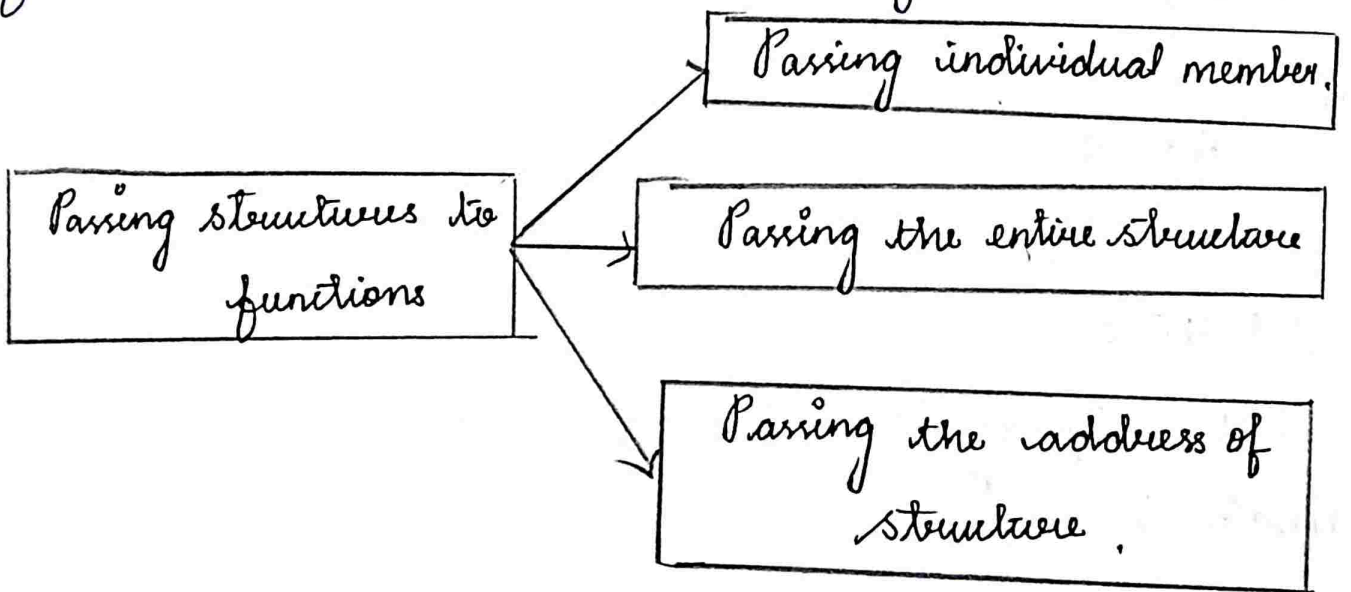 Passing individual member.
Passing structures to
functions
Passing the entire structure
Passing the address of
structure.